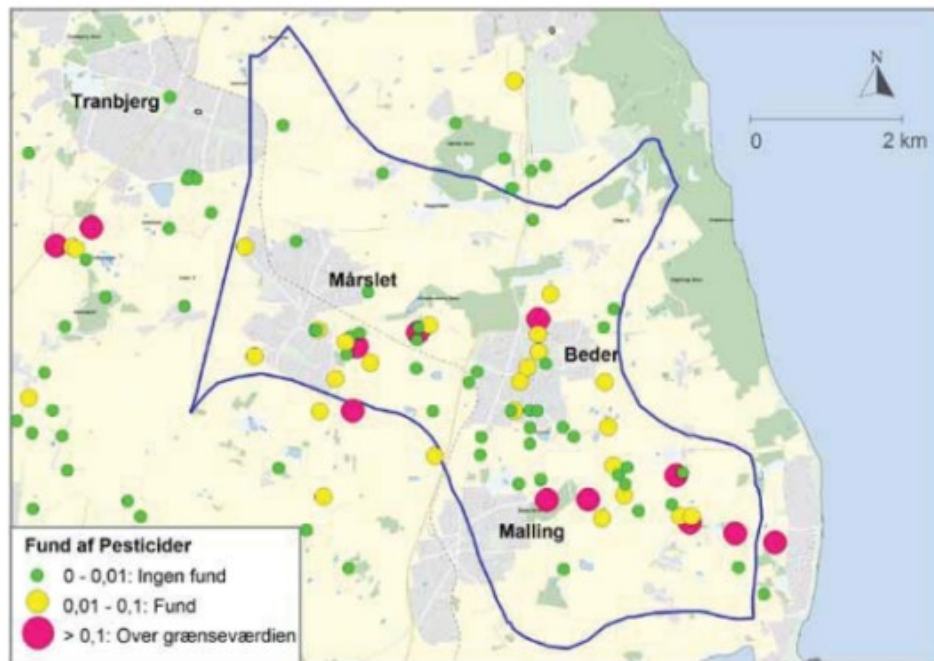 N
Tranbjerg
0 2 km
Mårslet
Beder
Malling
Fund af Pesticider
0 - 0,01: Ingen fund
0,01 - 0,1: Fund
> 0,1: Over grænseværdien